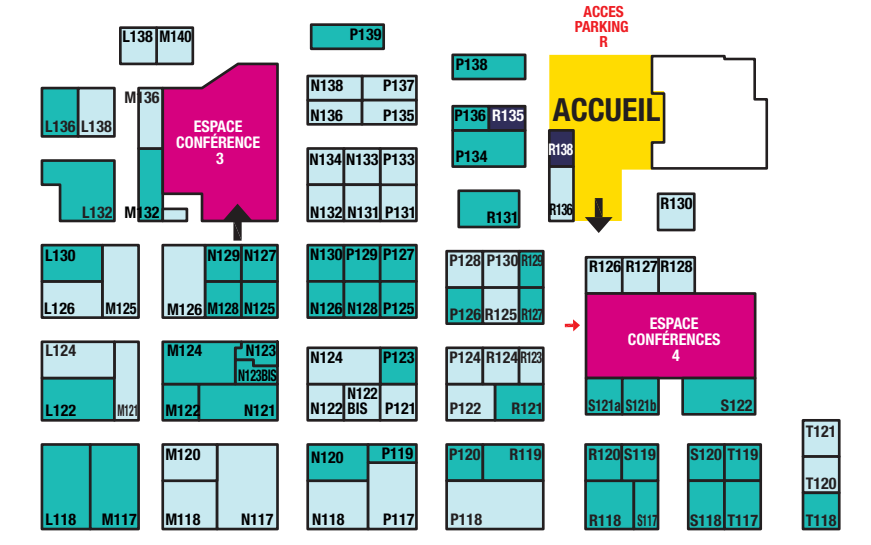 ACCES
PARKING
R
L138 M140
P139
P138
N138 P137
M136
N136 P135
P136 R135
ACCUEIL
L136 L138
ESPACE
CONFÉRENCE
3
P134
R138
N134 N133 P133
L132 M132
N132 N131 P131
R131
R136
R130
L130
N129 N127
N130 P129 P127
P128 P130 R129
R126 R127 R128
L126 M125
M126 M128 N125
N126 N128 P125
P126 R125 R127
ESPACE
CONFÉRENCES
4
L124
M124 N123
N123BIS
N124 P123
P124 R124 R123
L122 M121
M122 N121
N122 N122
BIS P121
P122 R121
S121a S121b S122
T121
M120
N120 P119
P120 R119
R120 S119
S120 T119
T120
L118 M117
M118 N117
N118 P117
P118
R118 S117
S118 T117
T118